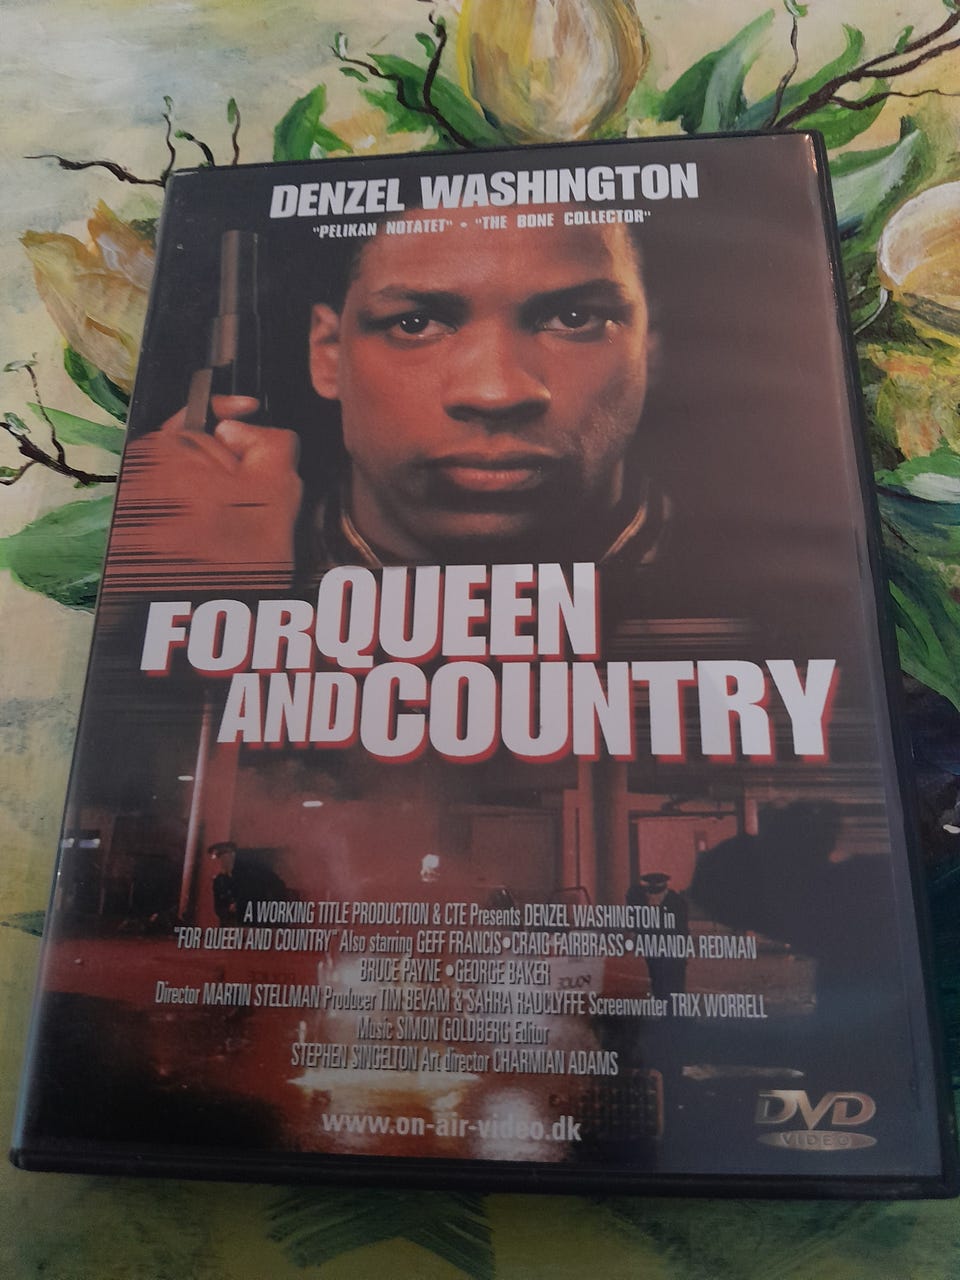 DENZEL WASHINGTON
"PELIKAN NOTATET" • "THE BONE COLLECTOR"
FOR QUEEN
AND COUNTRY
A WORKING TITLE PRODUCTION & CTE Presents DENZEL WASHINGTON in
"FOR QUEEN AND COUNTRY" Also starring GEFF FRANCIS•CRAIG FAIRBRASS•AMANDA REDMAN
BRUCE PAYNE •GEORGE BAKER
Director MARTIN STELLMAN Producer TIM BEVAM & SAHRA RADCLYFFE Screenwriter TRIX WORRELL
Music SIMON GOLDBERG Editor
STEPHEN SINGELTON Art director CHARMIAN ADAMS
www.on-air-video.dk
DVD
VIDEO